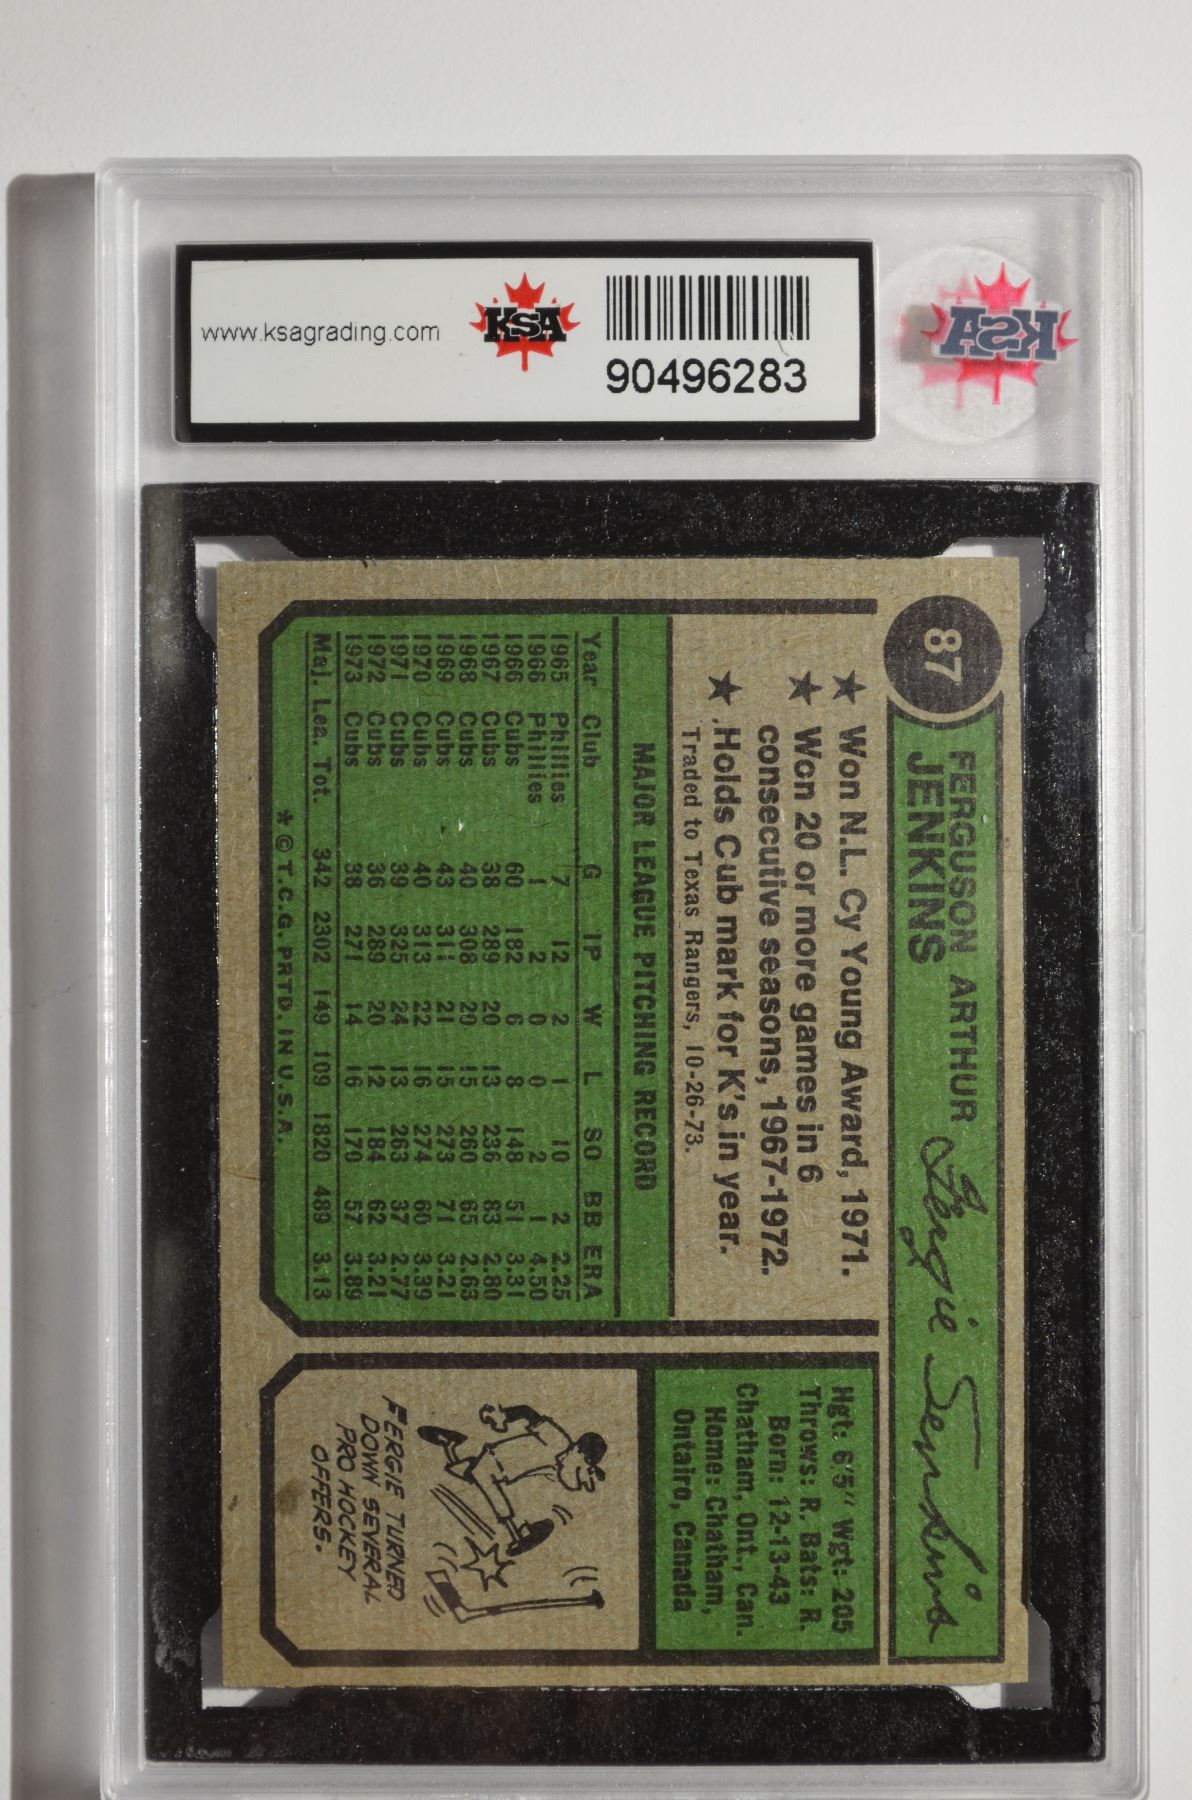 www.ksagrading.com
KSA
90496283
KSA
87
FERGUSON ARTHUR
JENKINS
Fergie Jenkins
★ Won N.L. Cy Young Award, 1971.
★ Won 20 or more games in 6
consecutive seasons, 1967-1972.
★ Holds Cub mark for K's in year.
Traded to Texas Rangers, 10-26-73.
MAJOR LEAGUE PITCHING RECORD
Year Club G IP W L SO BB ERA
1965 Phillies 7 12 2 1 10 2 2.25
1966 Phillies 1 2 0 0 2 1 4.50
1966 Cubs 60 182 6 8 148 51 3.31
1967 Cubs 38 289 20 13 236 83 2.80
1968 Cubs 40 308 20 15 260 65 2.63
1969 Cubs 43 311 21 15 273 71 3.21
1970 Cubs 40 313 22 16 274 60 3.39
1971 Cubs 39 325 24 13 263 37 2.77
1972 Cubs 36 289 20 12 184 62 3.21
1973 Cubs 38 271 14 16 170 57 3.89
Maj. Lea. Tot. 342 2302 149 109 1820 489 3.13
*©T.C.G. PRTD. IN U.S.A.
Hgt: 6'5" Wgt: 205
Throws: R. Bats: R.
Born: 12-13-43
Chatham, Ont., Can.
Home: Chatham,
Ontairo, Canada
FERGIE TURNED
DOWN SEVERAL
PRO HOCKEY
OFFERS.